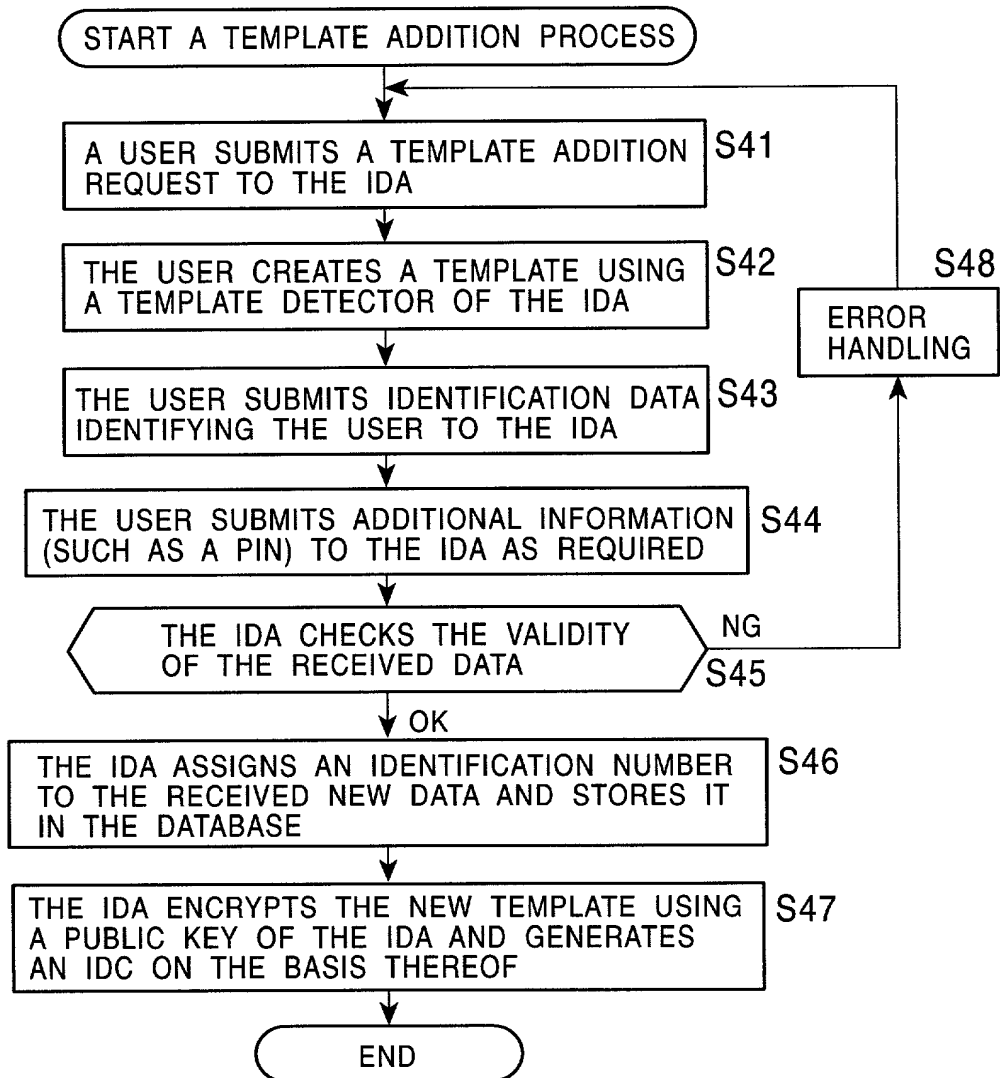 START A TEMPLATE ADDITION PROCESS
A USER SUBMITS A TEMPLATE ADDITION
REQUEST TO THE IDA
S41
THE USER CREATES A TEMPLATE USING
A TEMPLATE DETECTOR OF THE IDA
S42
S48
ERROR
HANDLING
THE USER SUBMITS IDENTIFICATION DATA
IDENTIFYING THE USER TO THE IDA
S43
THE USER SUBMITS ADDITIONAL INFORMATION
(SUCH AS A PIN) TO THE IDA AS REQUIRED
S44
THE IDA CHECKS THE VALIDITY
OF THE RECEIVED DATA
NG
S45
OK
THE IDA ASSIGNS AN IDENTIFICATION NUMBER
TO THE RECEIVED NEW DATA AND STORES IT
IN THE DATABASE
S46
THE IDA ENCRYPTS THE NEW TEMPLATE USING
A PUBLIC KEY OF THE IDA AND GENERATES
AN IDC ON THE BASIS THEREOF
S47
END